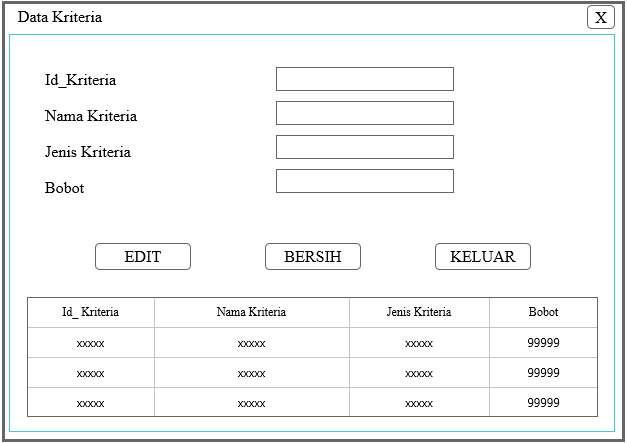 Data Kriteria X
Id_Kriteria
Nama Kriteria
Jenis Kriteria
Bobot
EDIT BERSIH KELUAR
Id_ Kriteria Nama Kriteria Jenis Kriteria Bobot
xxxxx xxxxx xxxxx 99999
xxxxx xxxxx xxxxx 99999
xxxxx xxxxx xxxxx 99999